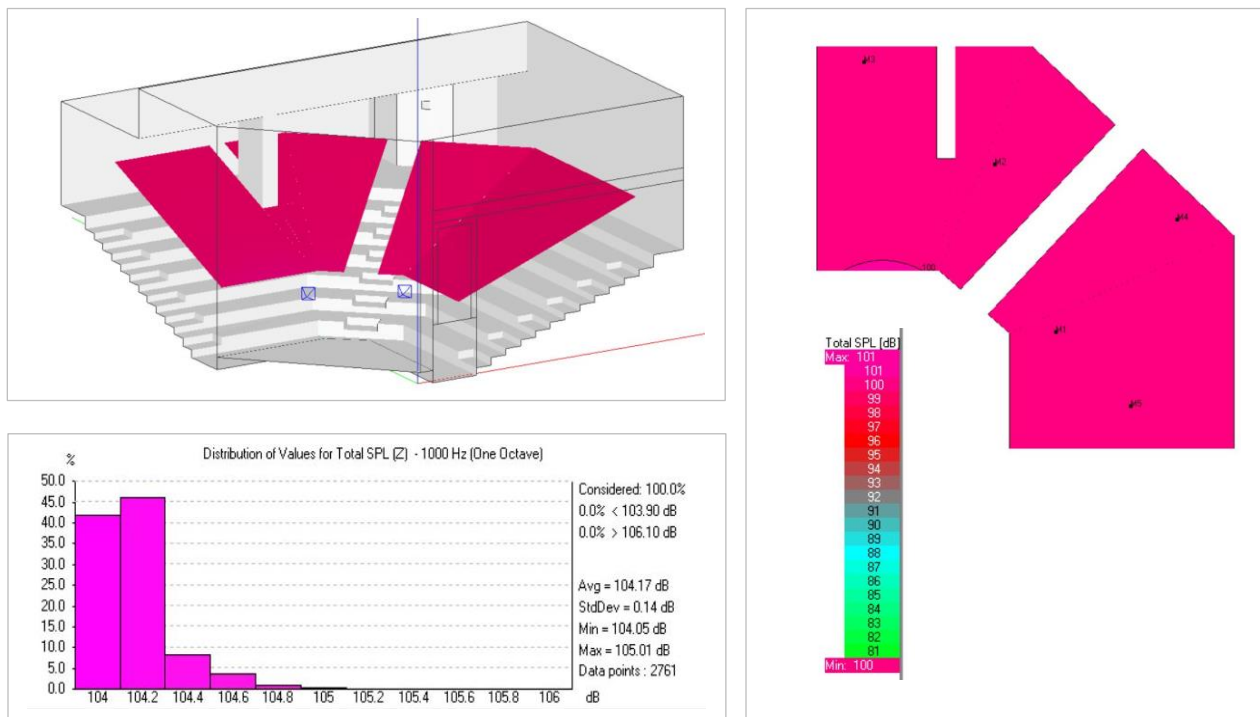 Distribution of Values for Total SPL (Z) - 1000 Hz (One Octave)
%
50.0
45.0
40.0
35.0
30.0
25.0
20.0
15.0
10.0
5.0
0.0
104 104.2 104.4 104.6 104.8 105 105.2 105.4 105.6 105.8 106
dB
Considered: 100.0%
0.0% < 103.90 dB
0.0% > 106.10 dB
Avg = 104.17 dB
StdDev = 0.14 dB
Min = 104.05 dB
Max = 105.01 dB
Data points : 2761
100
Total SPL [dB]
Max: 101
101
100
99
98
97
96
95
94
93
92
91
90
89
88
87
86
85
84
83
82
81
Min: 100